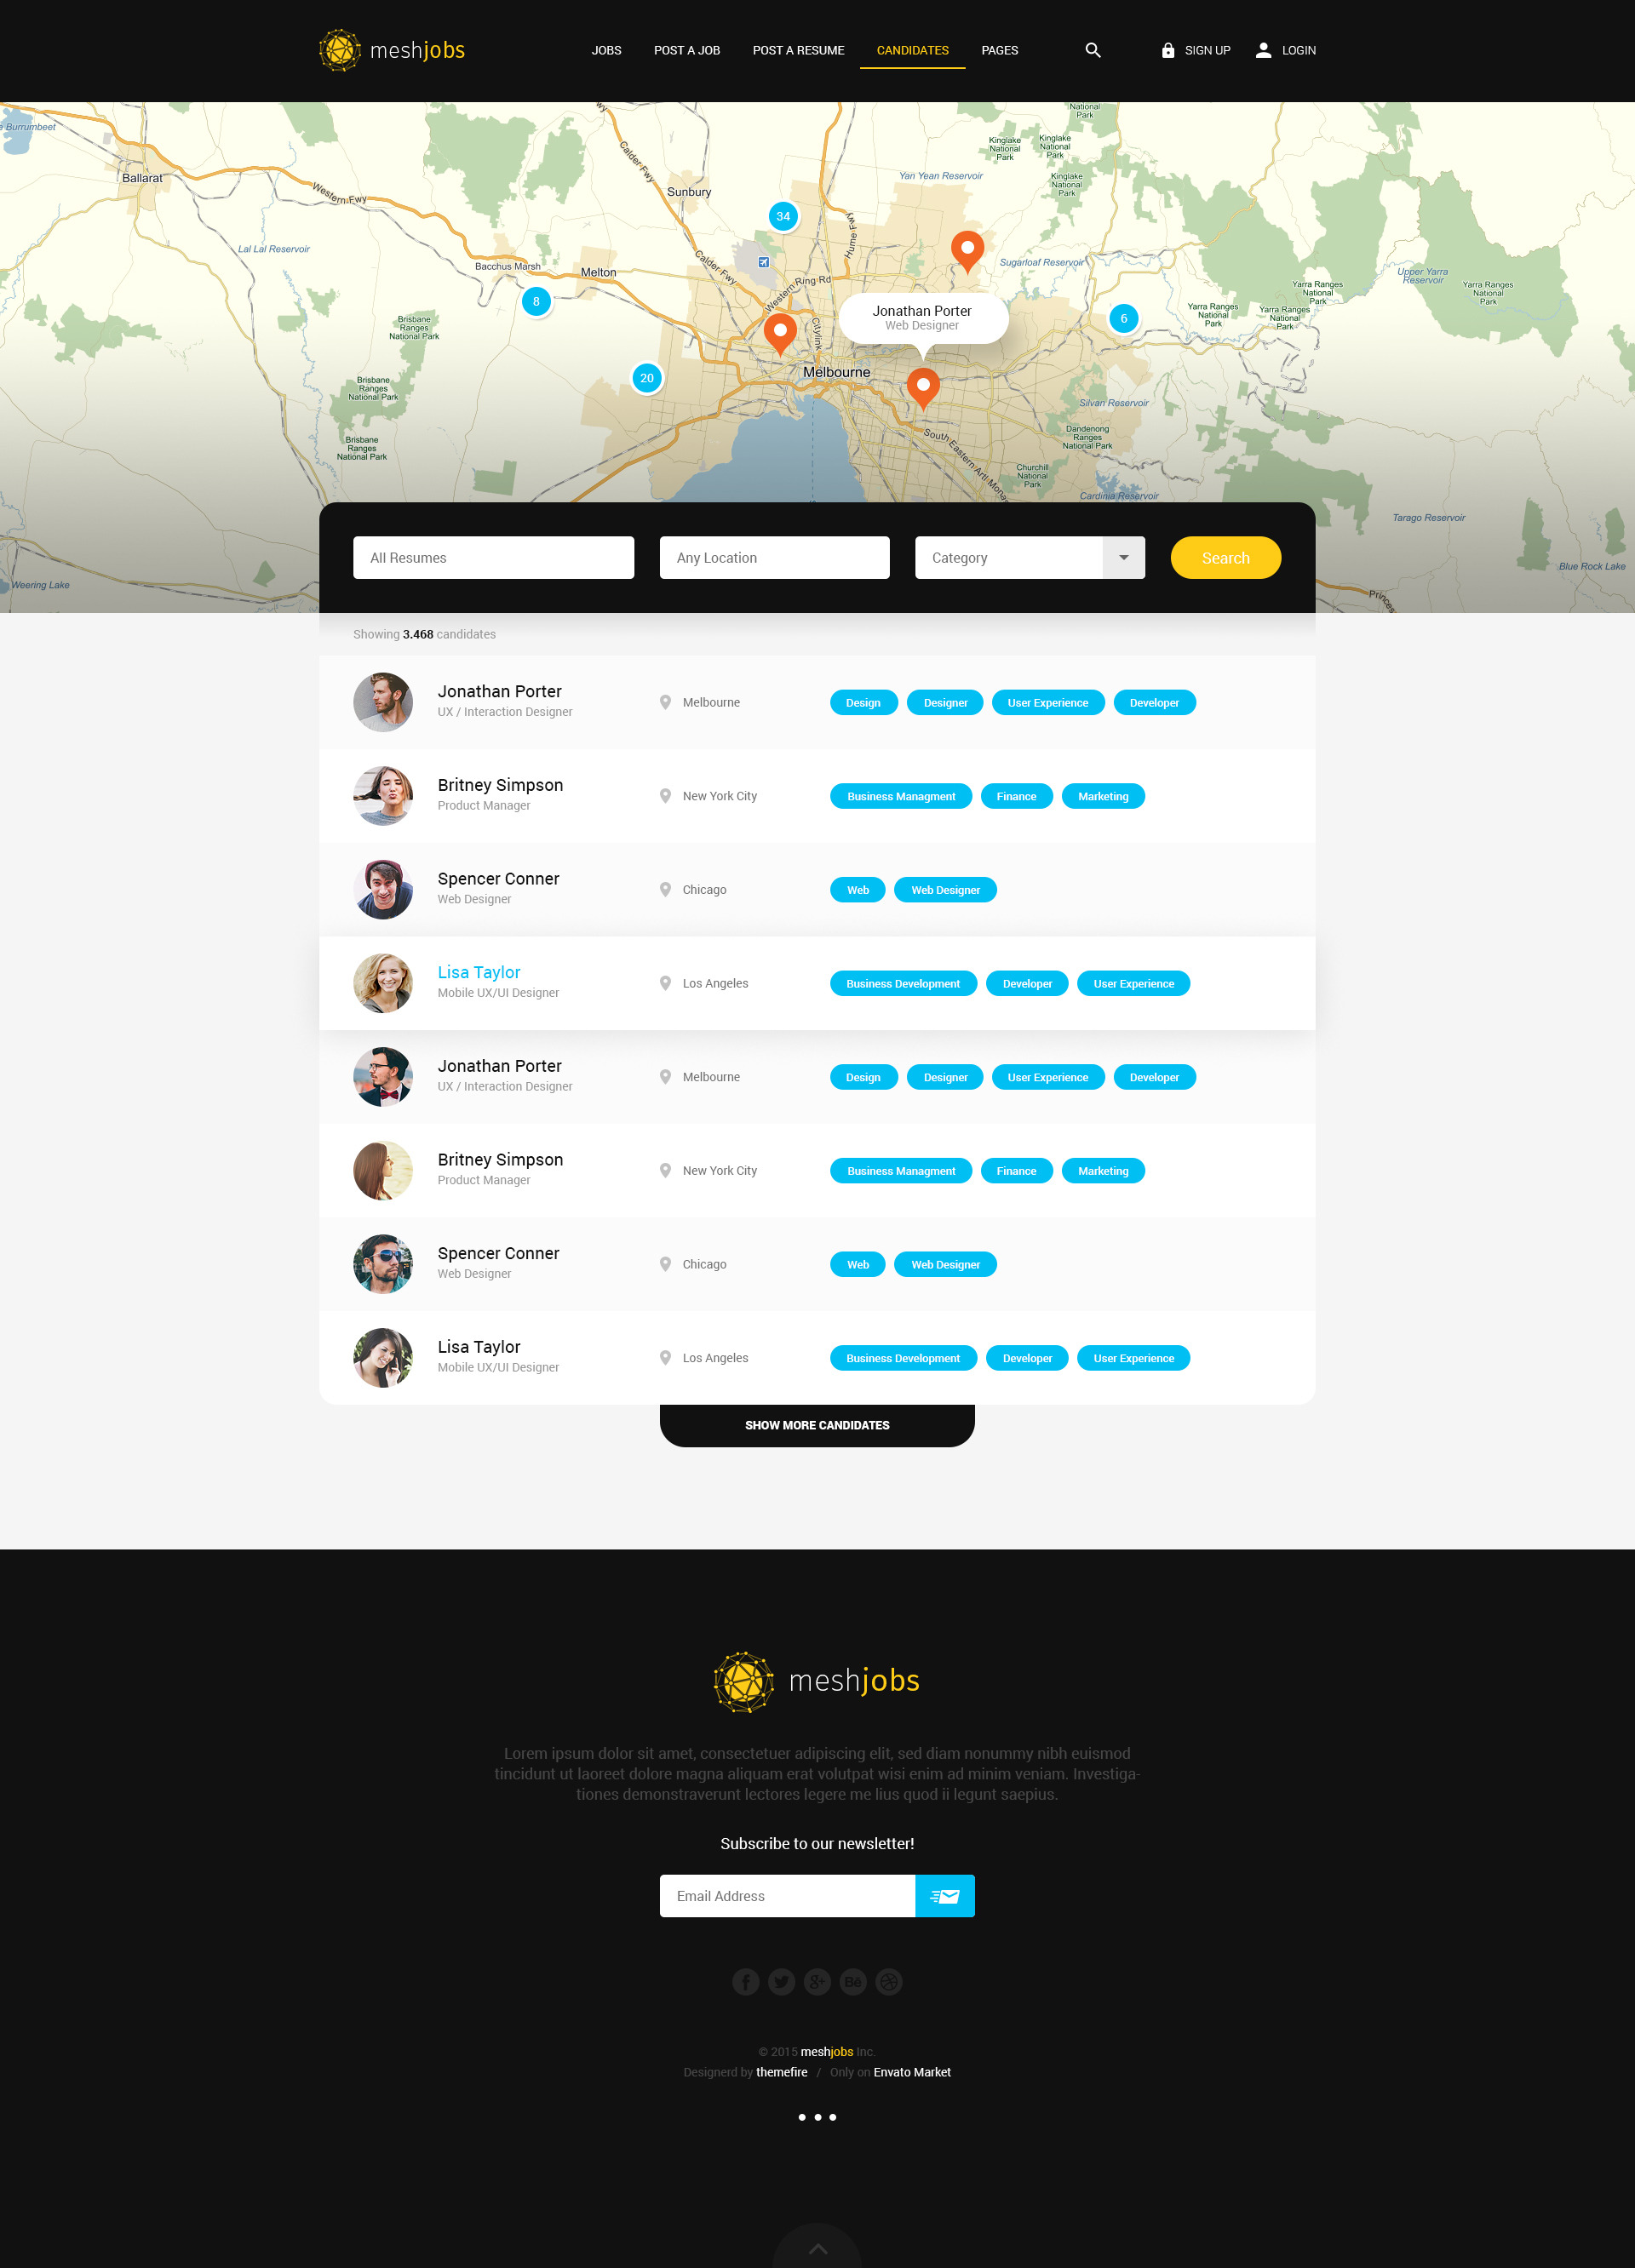 meshjobs
JOBS
POST A JOB
POST A RESUME
CANDIDATES
PAGES
SIGN UP
LOGIN
National
Park
Kinglake
National
Park
Kinglake
National
Park
Kinglake
National
Park
e Burrumbeet
Ballarat
Western Fwy
Calder Fwy
Sunbury
Yan Yean Reservoir
34
Hume Fwy
Lal Lal Reservoir
Bacchus Marsh
Melton
Calder Fwy
Western Ring Rd
Sugarloaf Reservoir
Upper Yarra
Reservoir
Yarra Ranges
National
Park
Yarra Ranges
National
Park
Yarra Ranges
National
Park
Yarra Ranges
National
Park
8
6
Jonathan Porter
Web Designer
Citylink
Brisbane
Ranges
National Park
Melbourne
20
Brisbane
Ranges
National Park
Silvan Reservoir
Dandenong
Ranges
National Park
Brisbane
Ranges
National Park
South Eastern Artl Monas
Churchill
National
Park
Cardinia Reservoir
Tarago Reservoir
Blue Rock Lake
Weering Lake
Princes
All Resumes
Any Location
Category
Search
Showing 3.468 candidates
Jonathan Porter
UX / Interaction Designer
Melbourne
Design
Designer
User Experience
Developer
Britney Simpson
Product Manager
New York City
Business Managment
Finance
Marketing
Spencer Conner
Web Designer
Chicago
Web
Web Designer
Lisa Taylor
Mobile UX/UI Designer
Los Angeles
Business Development
Developer
User Experience
Jonathan Porter
UX / Interaction Designer
Melbourne
Design
Designer
User Experience
Developer
Britney Simpson
Product Manager
New York City
Business Managment
Finance
Marketing
Spencer Conner
Web Designer
Chicago
Web
Web Designer
Lisa Taylor
Mobile UX/UI Designer
Los Angeles
Business Development
Developer
User Experience
SHOW MORE CANDIDATES
meshjobs
Lorem ipsum dolor sit amet, consectetuer adipiscing elit, sed diam nonummy nibh euismod
tincidunt ut laoreet dolore magna aliquam erat volutpat wisi enim ad minim veniam. Investiga-
tiones demonstraverunt lectores legere me lius quod ii legunt saepius.
Subscribe to our newsletter!
Email Address
© 2015 meshjobs Inc.
Designerd by themefire / Only on Envato Market